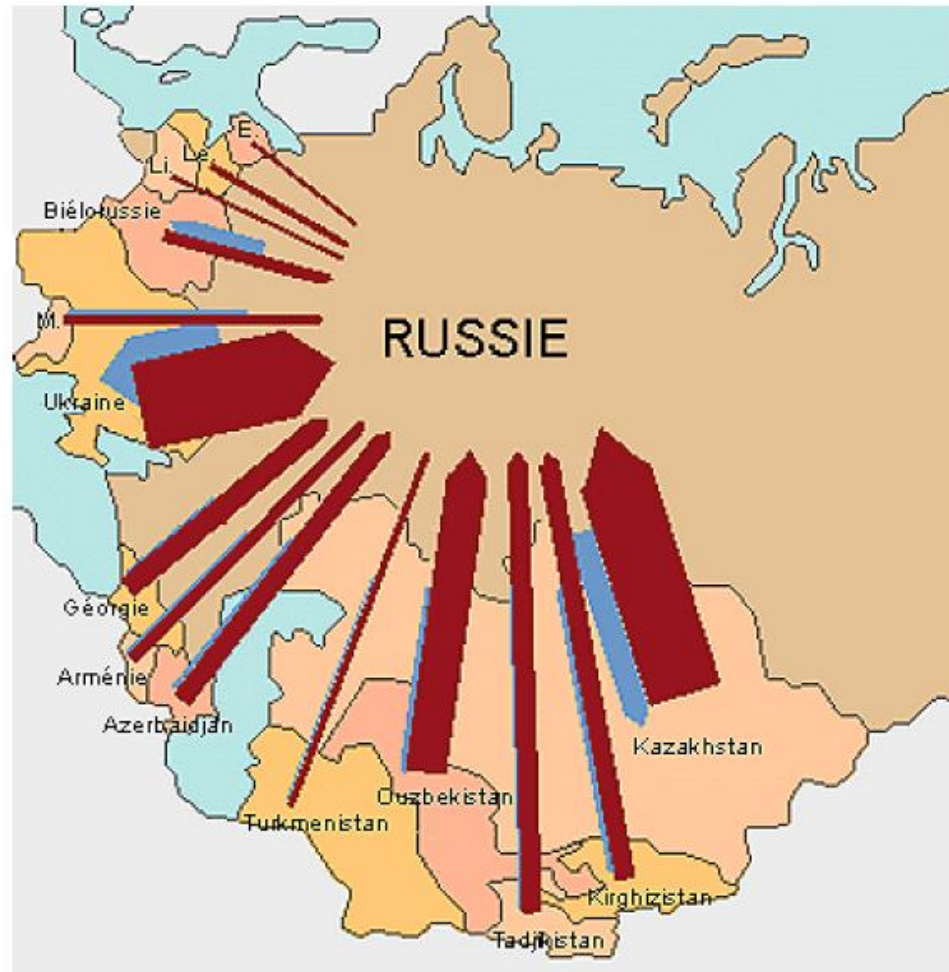 E.
Le.
Li.
Biélorussie
RUSSIE
M.
Ukraine
Géorgie
Arménie
Azerbaïdjan
Kazakhstan
Ouzbekistan
Turkmenistan
Kirghizistan
Tadjikistan